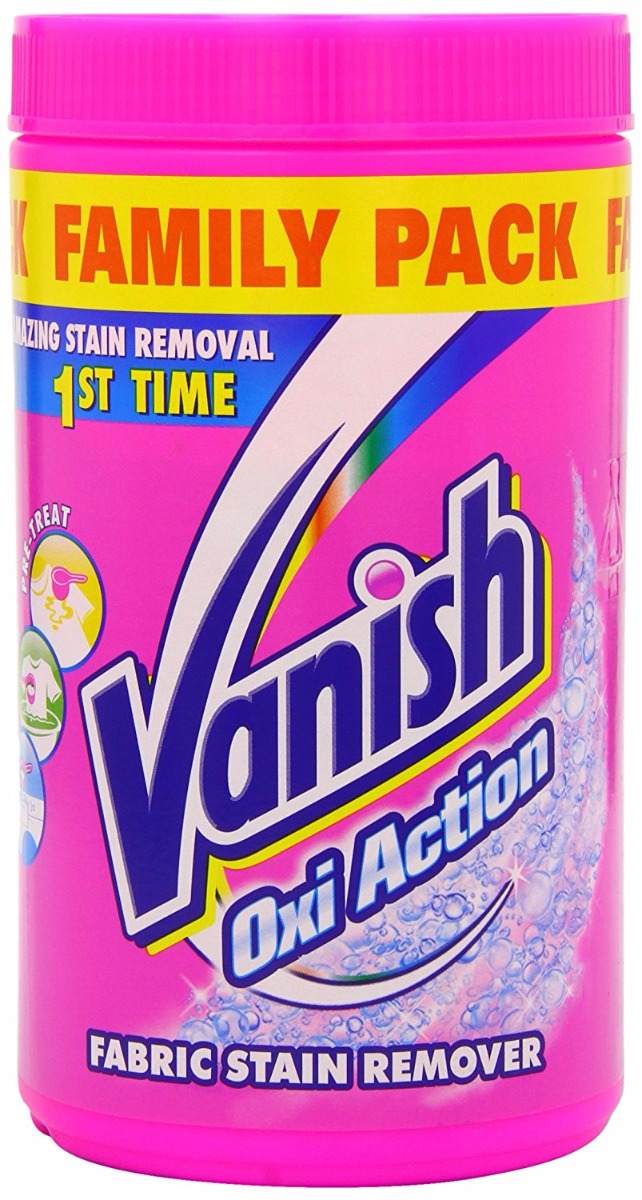 FAMILY PACK
STAIN REMOVAL
1ST TIME
PRE-TREAT
Vanish
Oxi Action
FABRIC STAIN REMOVER